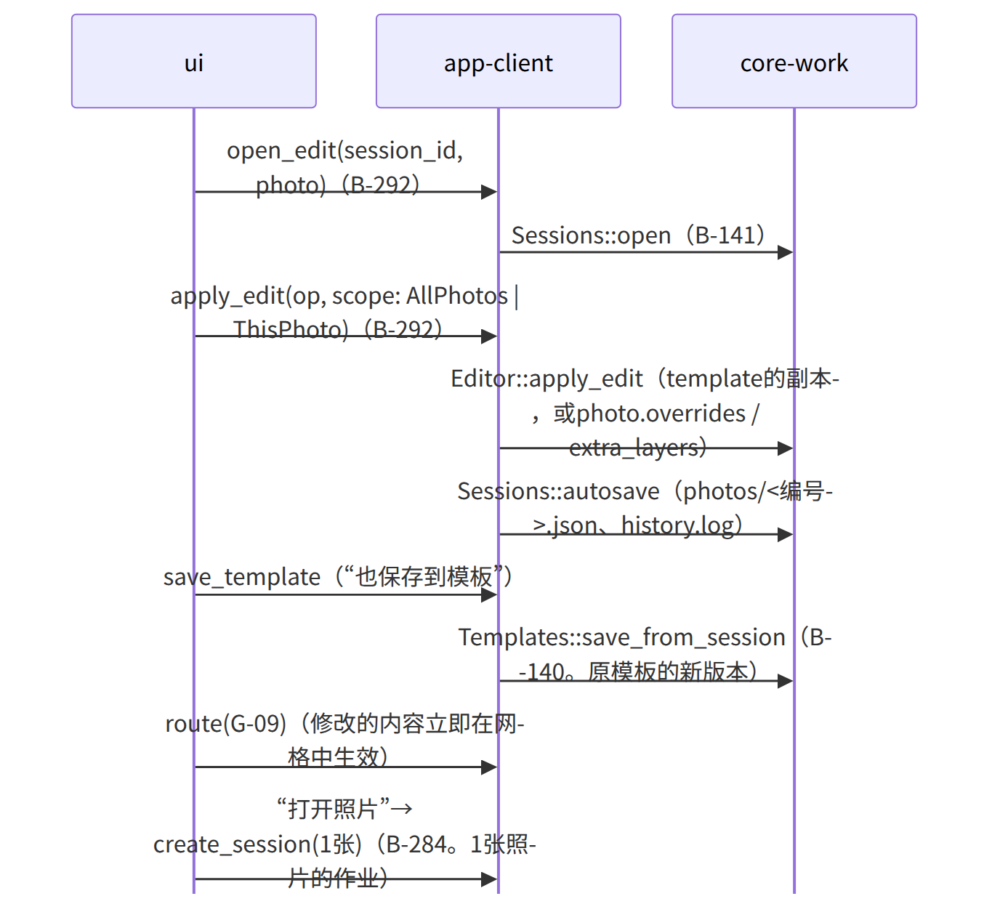 ui
app-client
core-work
open_edit(session_id,
photo)（B-292）
Sessions::open（B-141）
apply_edit(op, scope: AllPhotos |
ThisPhoto)（B-292）
Editor::apply_edit（template的副本-
，或photo.overrides /
extra_layers）
Sessions::autosave（photos/<编号-
>.json、history.log）
save_template（“也保存到模板”）
Templates::save_from_session（B-
-140。原模板的新版本）
route(G-09)（修改的内容立即在网-
格中生效）
“打开照片”→
create_session(1张)（B-284。1张照-
片的作业）